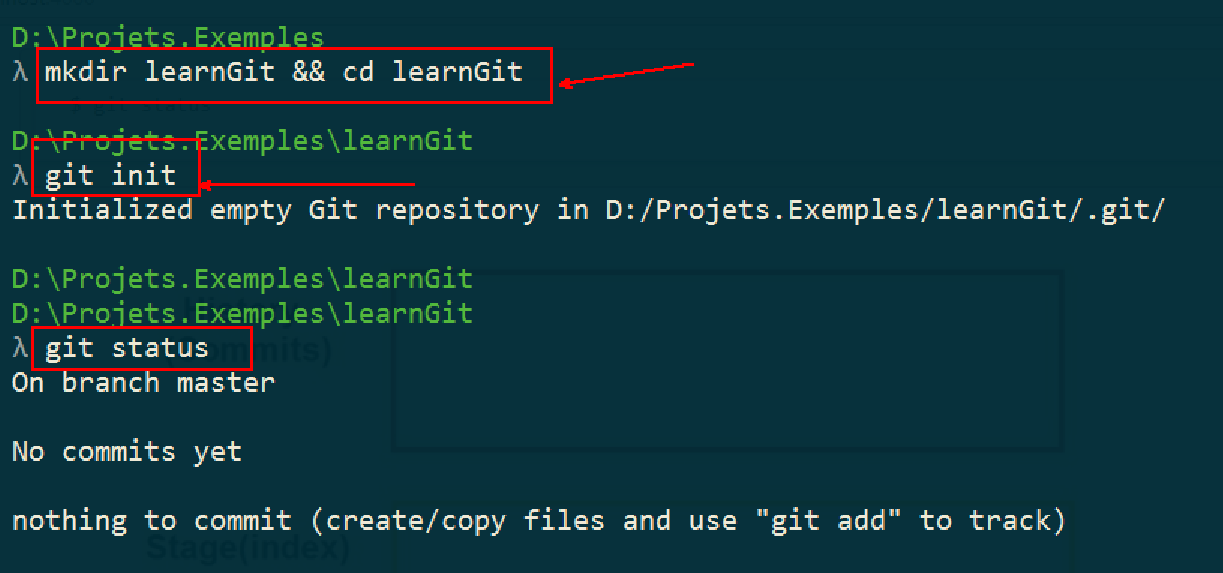 D:\Projets.Exemples
λ mkdir learnGit && cd learnGit
D:\Projets.Exemples\learnGit
λ git init
Initialized empty Git repository in D:/Projets.Exemples/learnGit/.git/
D:\Projets.Exemples\learnGit
D:\Projets.Exemples\learnGit
λ git status
On branch master
No commits yet
nothing to commit (create/copy files and use "git add" to track)
Stage(index)